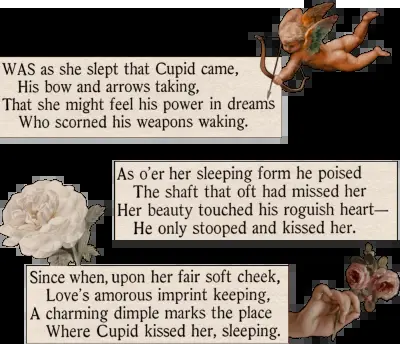 WAS as she slept that Cupid came,
His bow and arrows taking,
That she might feel his power in dreams
Who scorned his weapons waking.
As o'er her sleeping form he poised
The shaft that oft had missed her
Her beauty touched his roguish heart—
He only stooped and kissed her.
Since when, upon her fair soft cheek,
Love's amorous imprint keeping,
A charming dimple marks the place
Where Cupid kissed her, sleeping.